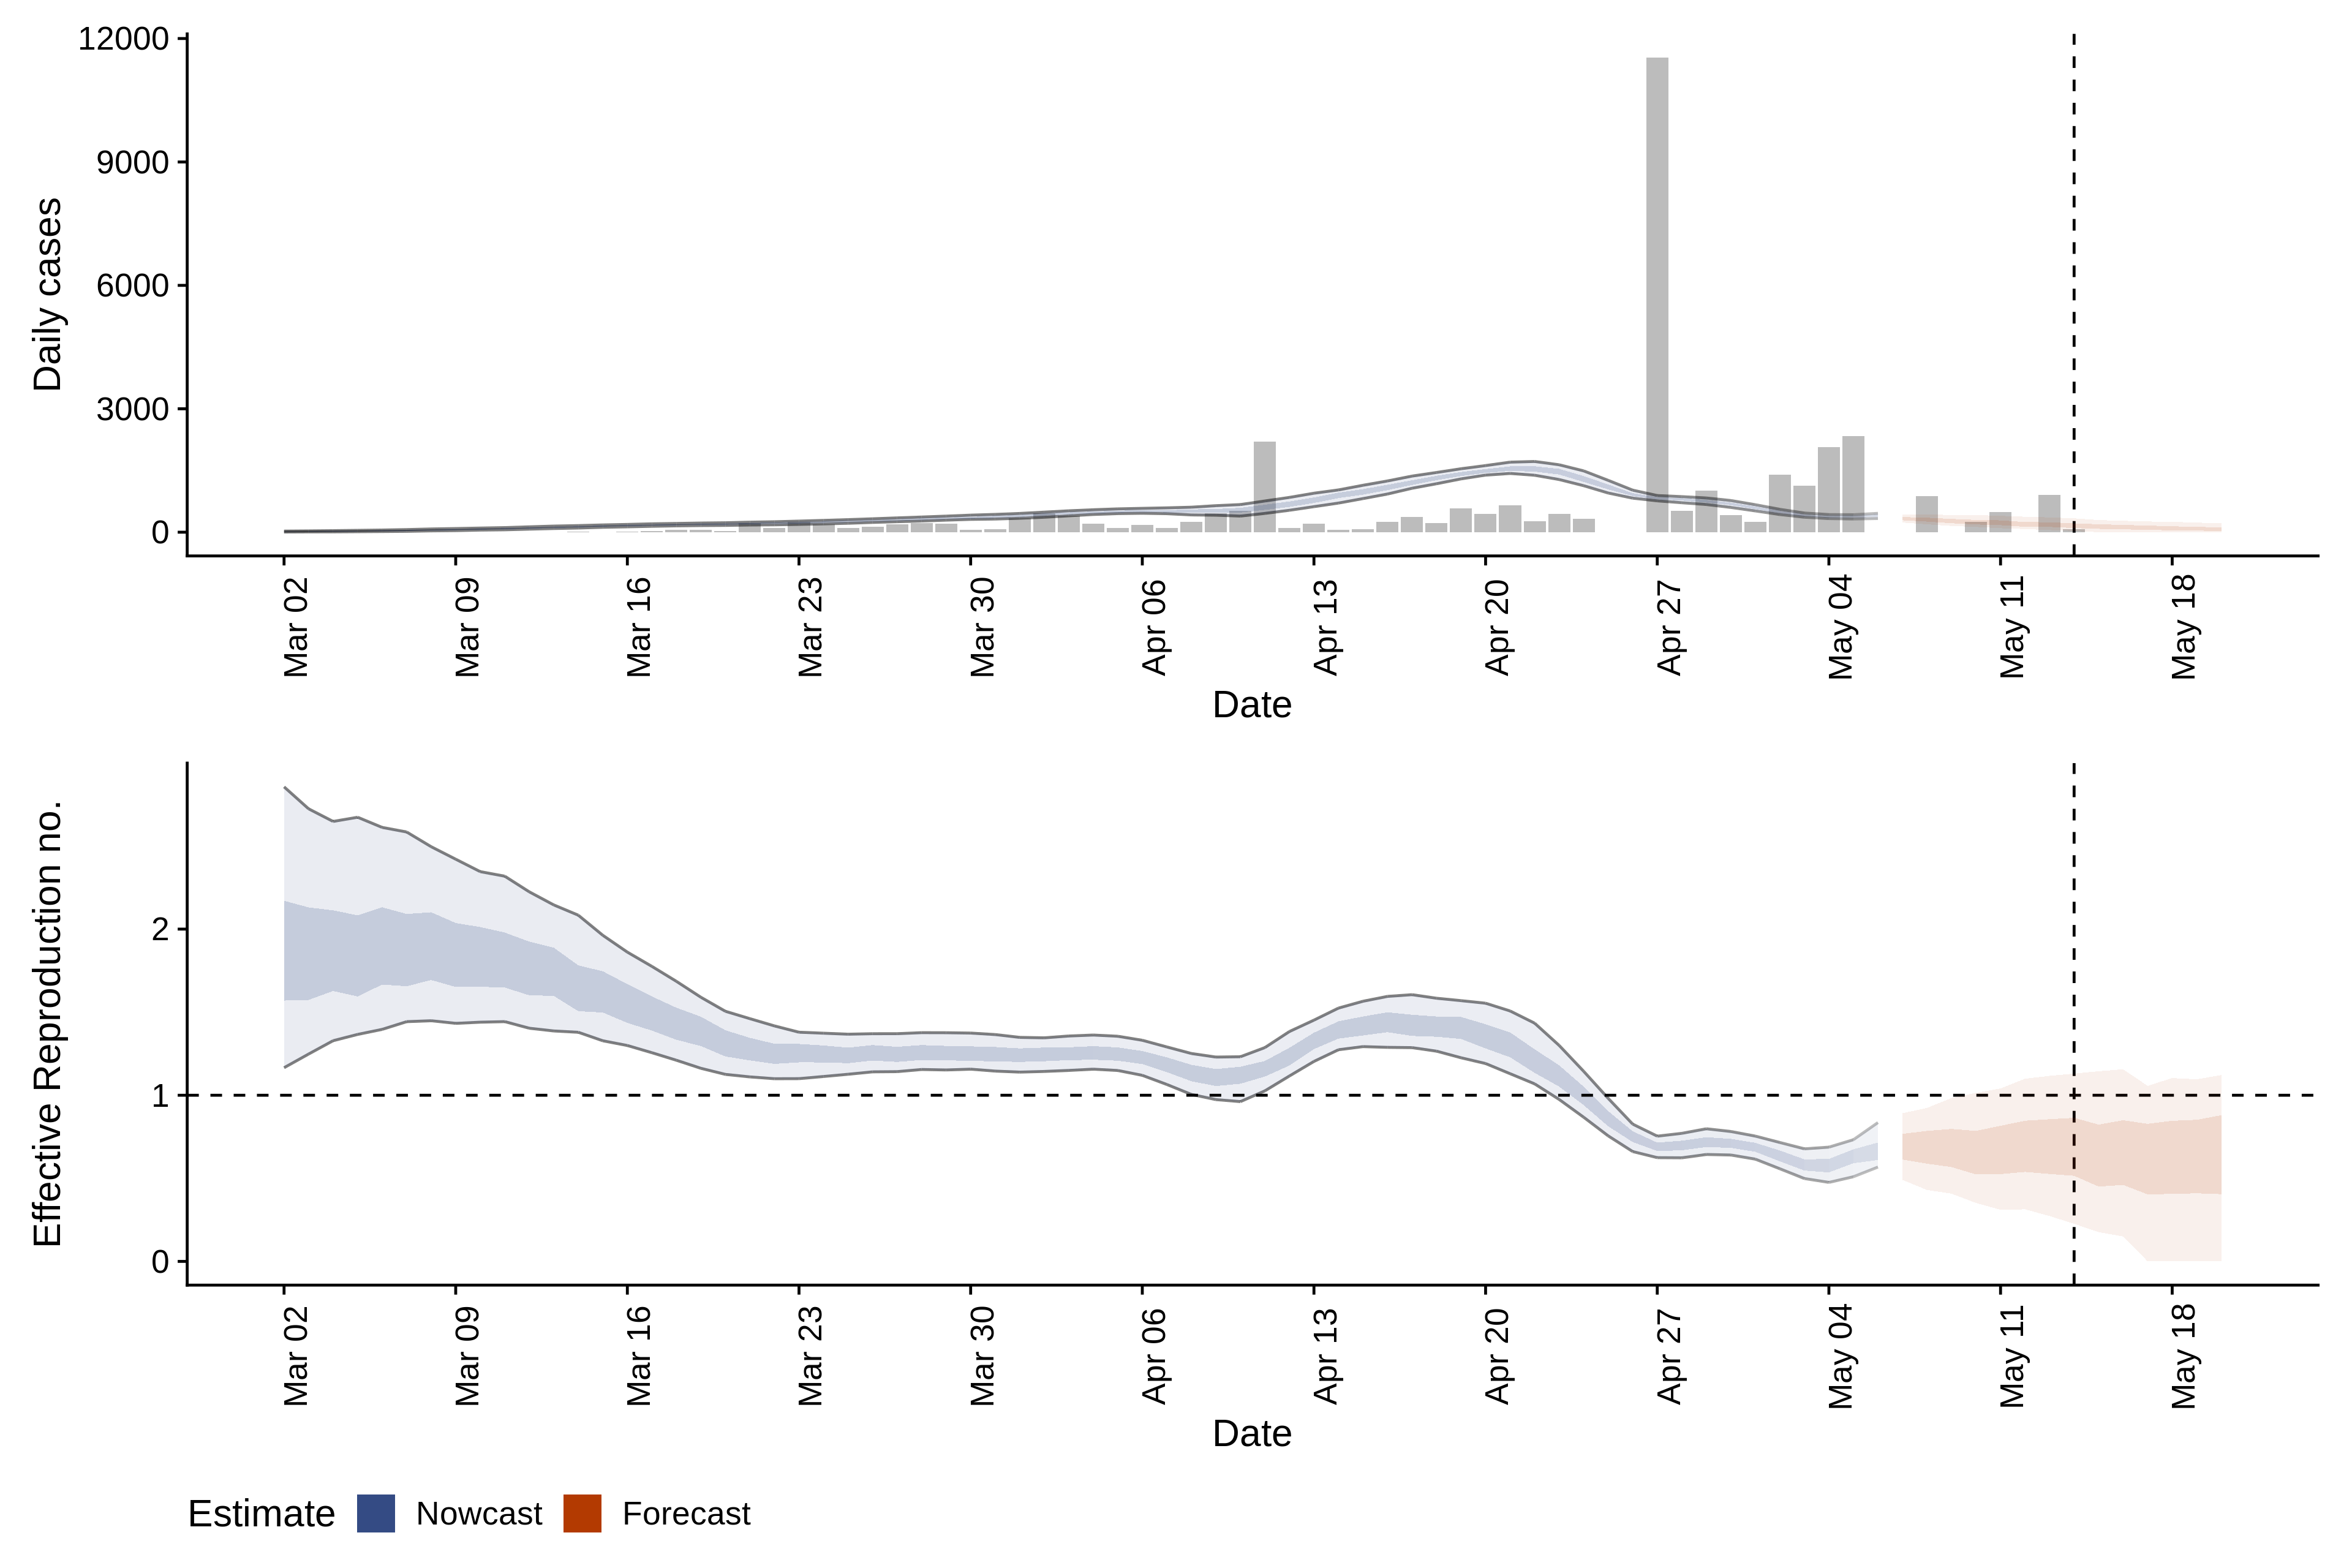 12000
9000
6000
3000
0
Daily cases
Mar 02
Mar 09
Mar 16
Mar 23
Mar 30
Apr 06
Apr 13
Apr 20
Apr 27
May 04
May 11
May 18
Date
2
1
0
Effective Reproduction no.
Mar 02
Mar 09
Mar 16
Mar 23
Mar 30
Apr 06
Apr 13
Apr 20
Apr 27
May 04
May 11
May 18
Date
Estimate Nowcast Forecast